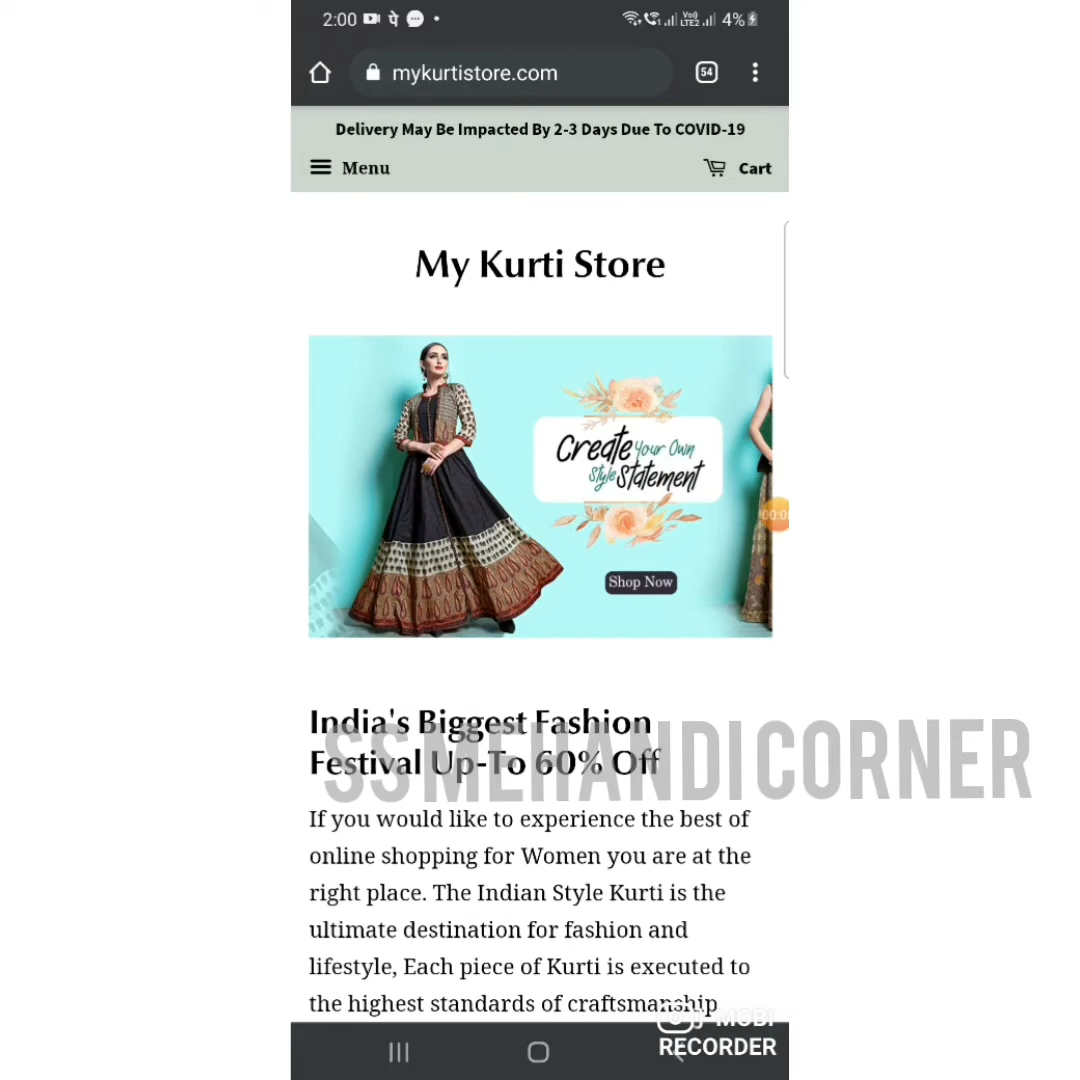 2:00 पे 4%
Vo)) LTE2
mykurtistore.com 54
Delivery May Be Impacted By 2-3 Days Due To COVID-19
Menu Cart
My Kurti Store
Create Your Own
Style Statement
Shop Now
India's Biggest Fashion
Festival Up-To 60% Off
SS MEHANDI CORNER
If you would like to experience the best of
online shopping for Women you are at the
right place. The Indian Style Kurti is the
ultimate destination for fashion and
lifestyle, Each piece of Kurti is executed to
the highest standards of craftsmanship
MOBI
RECORDER